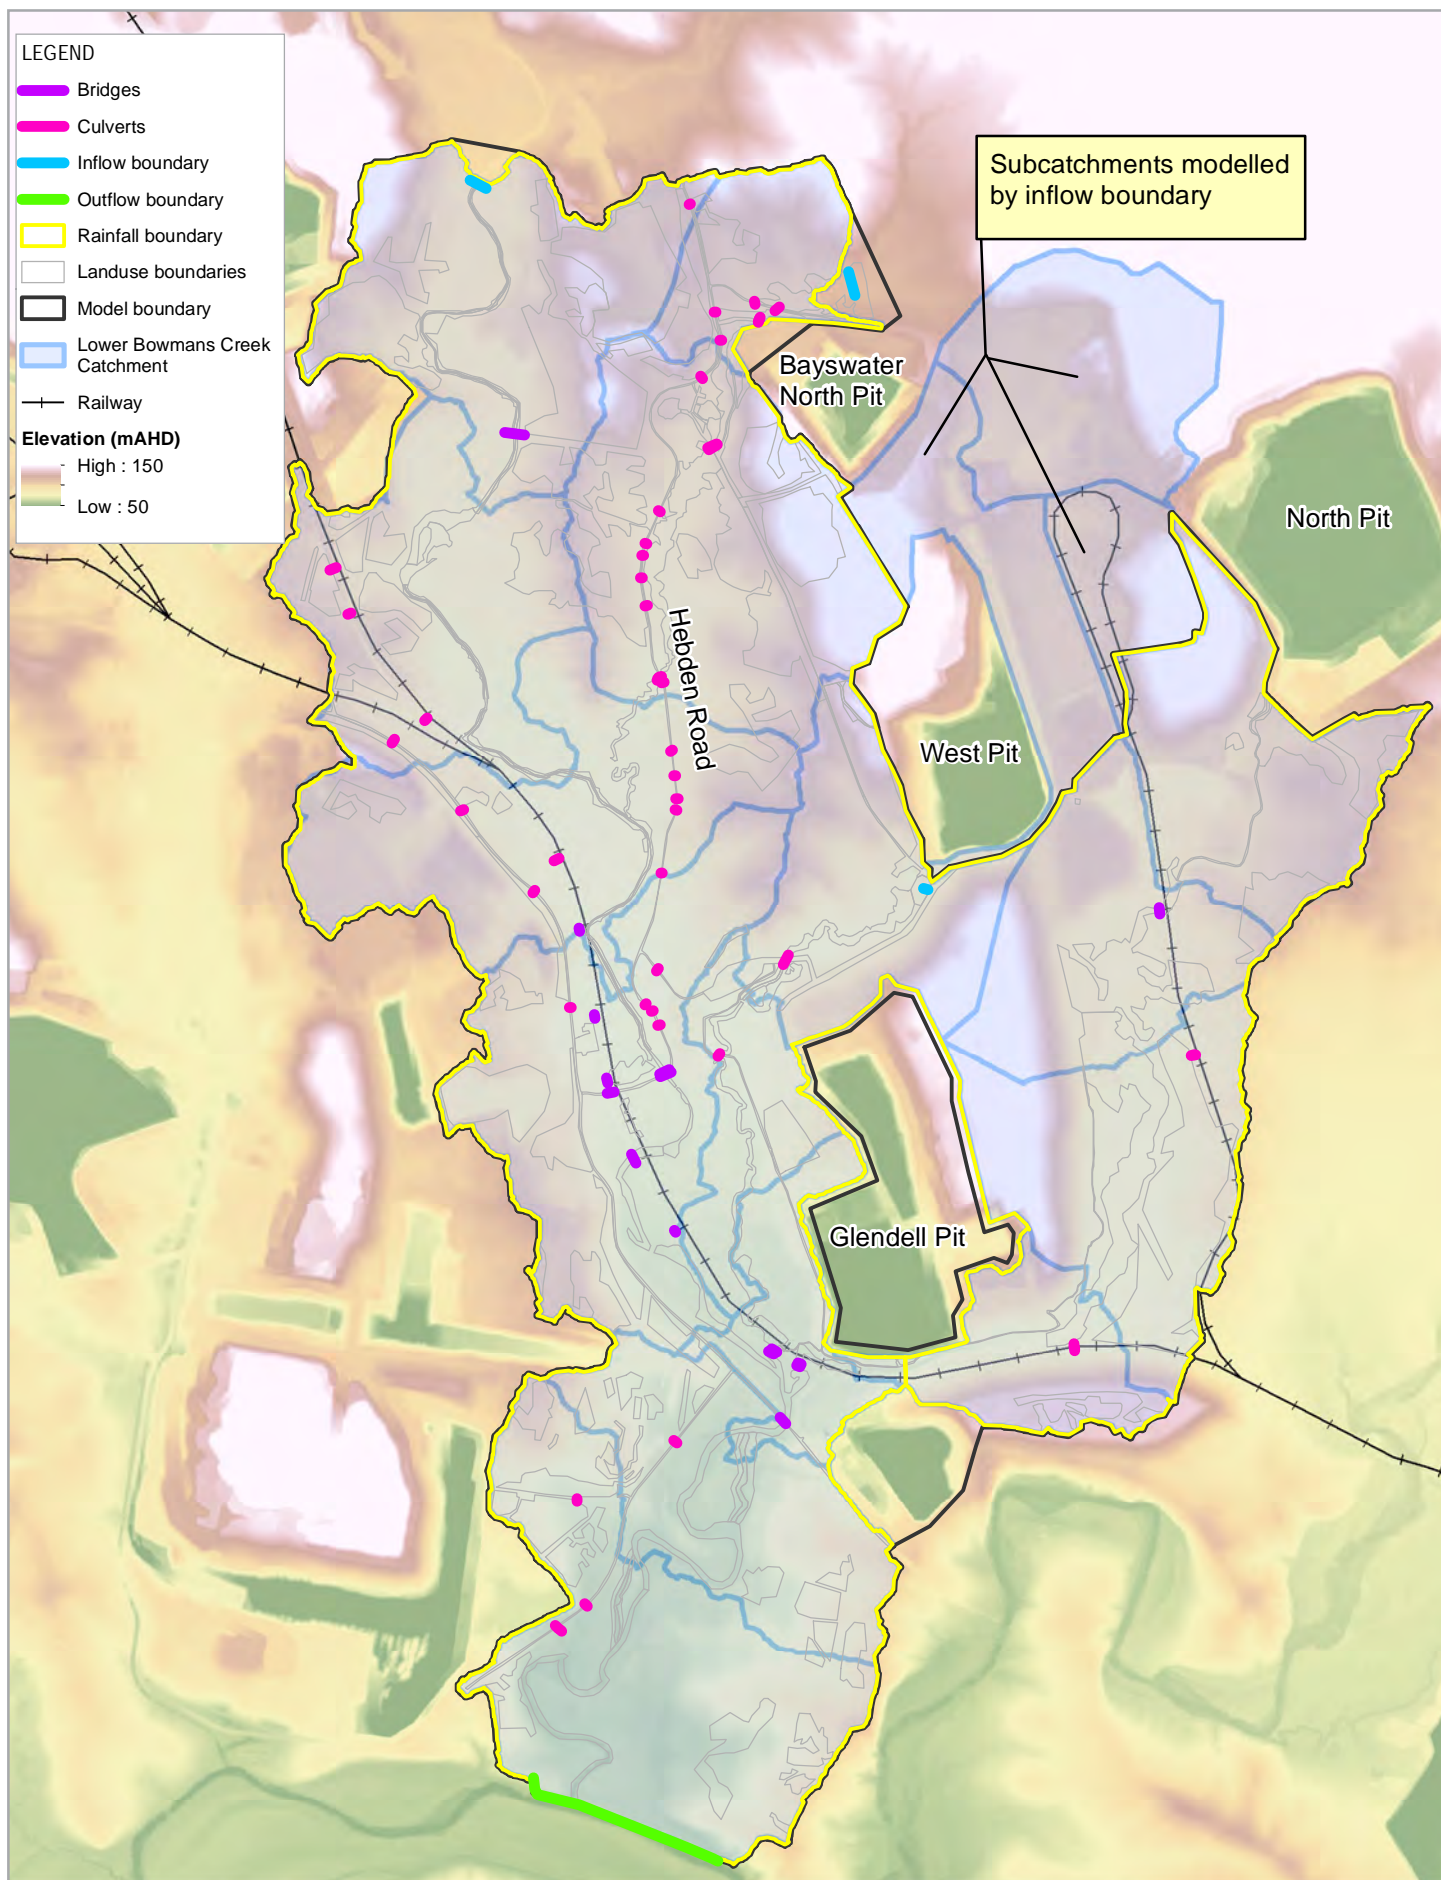 LEGEND
Bridges
Culverts
Inflow boundary
Outflow boundary
Rainfall boundary
Landuse boundaries
Model boundary
Lower Bowmans Creek
Catchment
Railway
Elevation (mAHD)
High : 150
Low : 50
Subcatchments modelled
by inflow boundary
Bayswater
North Pit
North Pit
Hebden Road
West Pit
Glendell Pit